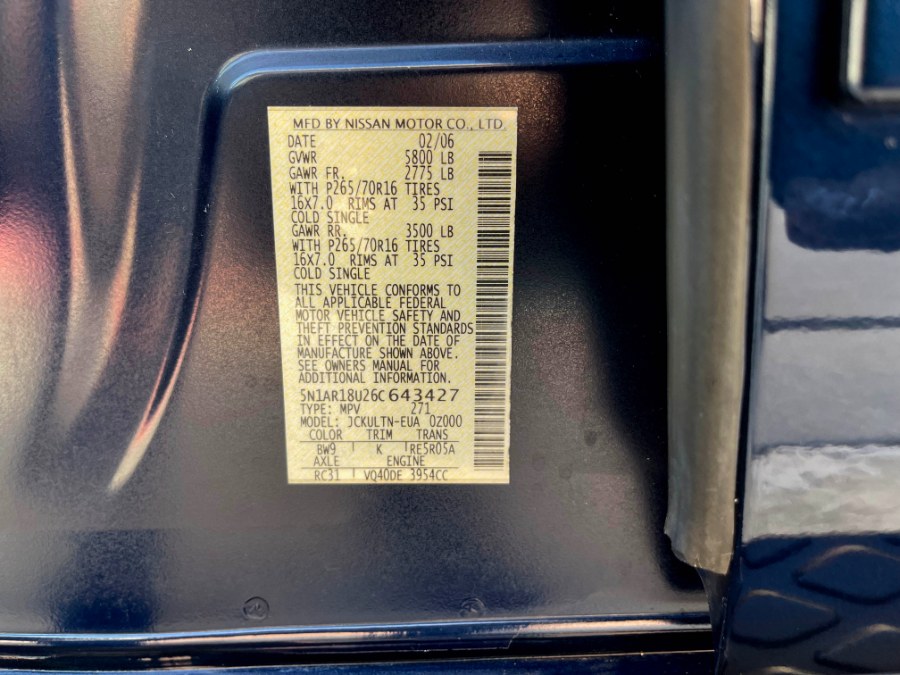 MFD BY NISSAN MOTOR CO., LTD.
DATE 02/06
GVWR 5800 LB
GAWR FR. 2775 LB
WITH P265/70R16 TIRES
16x7.0 RIMS AT 35 PSI
COLD SINGLE
GAWR RR. 3500 LB
WITH P265/70R16 TIRES
16x7.0 RIMS AT 35 PSI
COLD SINGLE
THIS VEHICLE CONFORMS TO
ALL APPLICABLE FEDERAL
MOTOR VEHICLE SAFETY AND
THEFT PREVENTION STANDARDS
IN EFFECT ON THE DATE OF
MANUFACTURE SHOWN ABOVE.
SEE OWNERS MANUAL FOR
ADDITIONAL INFORMATION.
5N1AR18U26C643427
TYPE: MPV 271
MODEL: JCKULTN-EUA 0Z000
COLOR TRIM TRANS
BW9 K RE5R05A
AXLE ENGINE
RC31 VQ40DE 3954CC